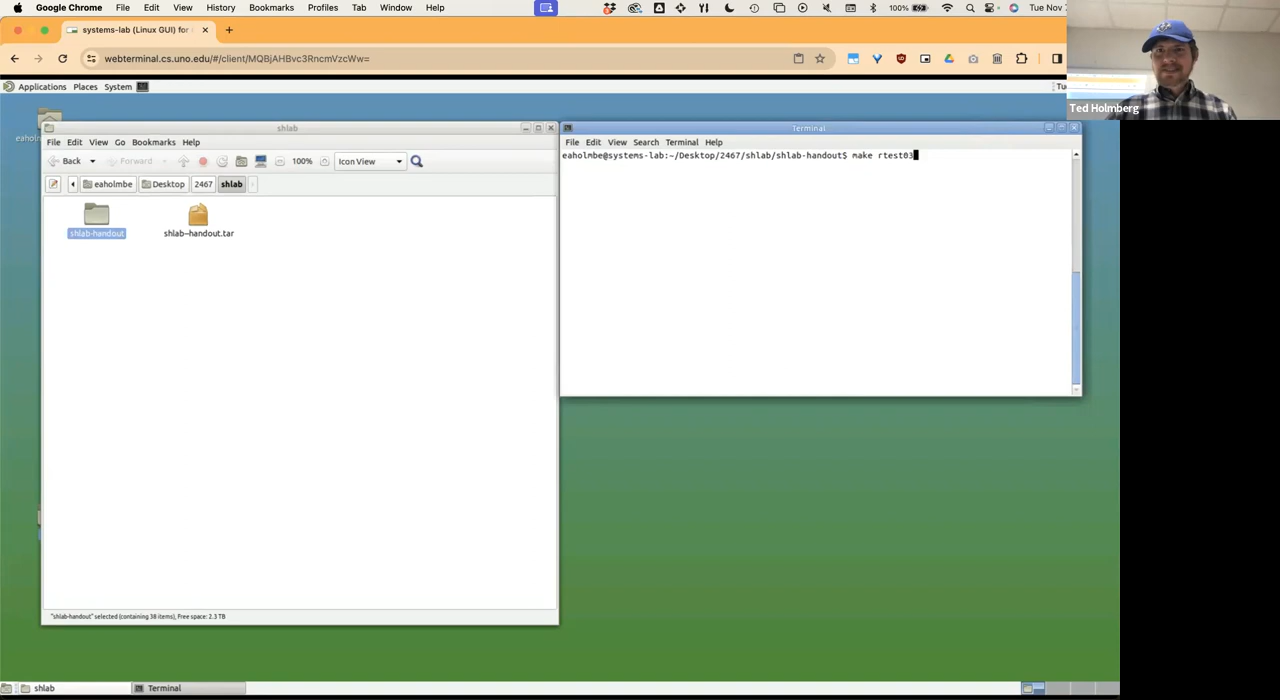 Google Chrome File Edit View History Bookmarks Profiles Tab Window Help 100% Tue Nov
systems-lab (Linux GUI) for
webterminal.cs.uno.edu/#/client/MQBjAHBvc3RncmVzcWw=
Applications Places System Tu
eaholm
shlab
File Edit View Go Bookmarks Help
Back Forward 100% Icon View
eaholmbe Desktop 2467 shlab
shlab-handout shlab-handout.tar
"shlab-handout" selected (containing 38 items), Free space: 2.3 TB
Terminal
File Edit View Search Terminal Help
eaholmbe@systems-lab:~/Desktop/2467/shlab/shlab-handout$ make rtest03
Ted Holmberg
shlab Terminal